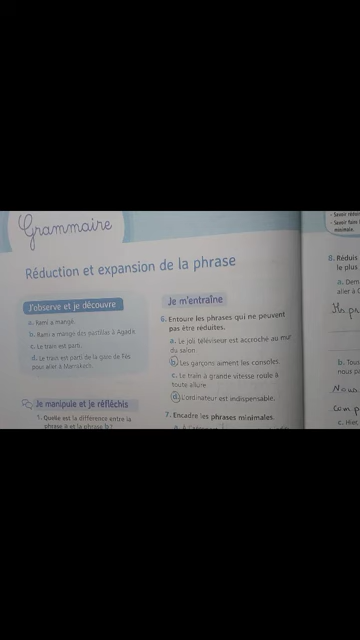 Grammaire
Réduction et expansion de la phrase
J'observe et je découvre
a. Rami a mangé.
b. Rami a mangé des pastilla à Agadir.
c. Le train est parti.
d. Le train est parti de la gare de Fès
pour aller à Marrakech.
Je manipule et je réfléchis
1. Quelle est la différence entre la
phrase a et la phrase b ?
Je m'entraîne
6. Entoure les phrases qui ne peuvent
pas être réduites.
a. Le joli téléviseur est accroché au mur
du salon.
b. Les garçons aiment les consoles.
c. Le train à grande vitesse roule à
toute allure.
d. L'ordinateur est indispensable.
7. Encadre les phrases minimales.
a. À
- Savoir
- Savoir faire
minimale.
8. Réduis
le plus
a. Dem
aller à
Ils
b. Tous
nous
Nous
com
c. Hier,